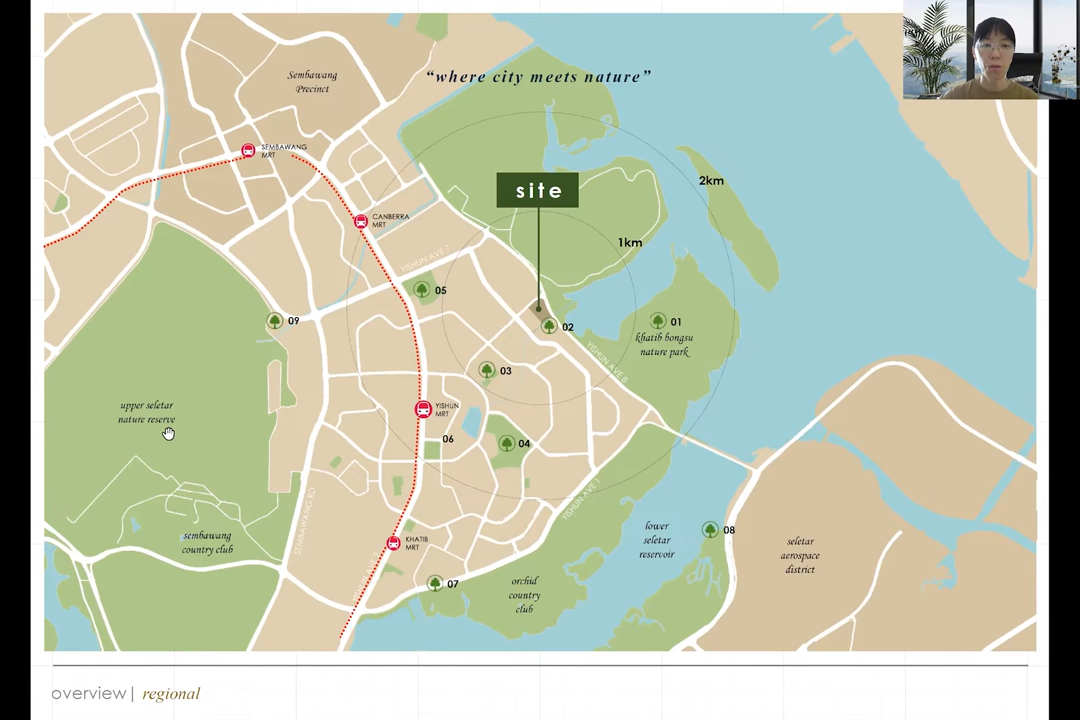 Sembawang
Precinct
“where city meets nature”
SEMBAWANG
MRT
site
2km
CANBERRA
MRT
1km
YISHUN AVE 7
05
09
02
01
khatib bongsu
nature park
YISHUN AVE 6
03
upper seletar
nature reserve
YISHUN
MRT
06
04
SEMBAWANG RD
YISHUN AVE 1
sembawang
country club
KHATIB
MRT
lower
seletar
reservoir
08
seletar
aerospace
district
07
orchid
country
club
overview | regional